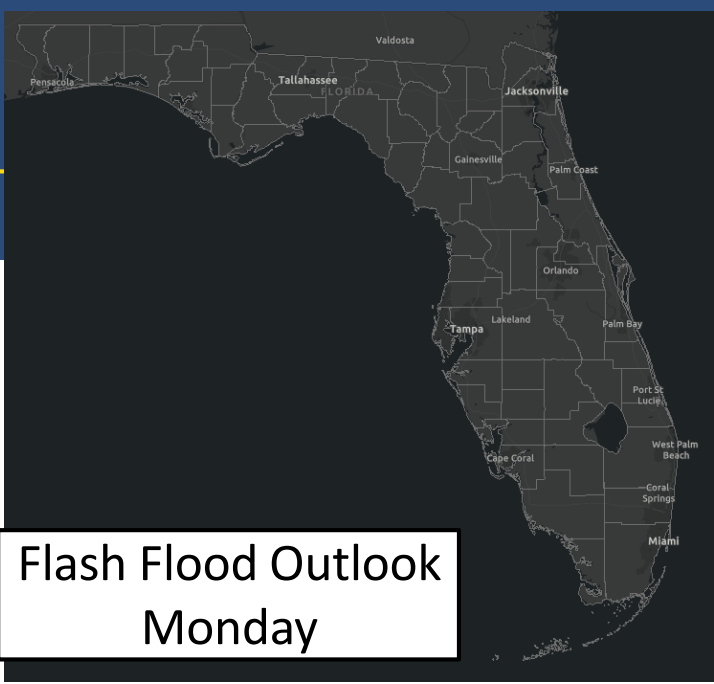 Valdosta
Pensacola
Tallahassee
FLORIDA
Jacksonville
Gainesville
Palm Coast
Orlando
Lakeland
Tampa
Palm Bay
Port St
Lucie
West Palm
Beach
Cape Coral
Coral
Springs
Miami
Flash Flood Outlook
Monday